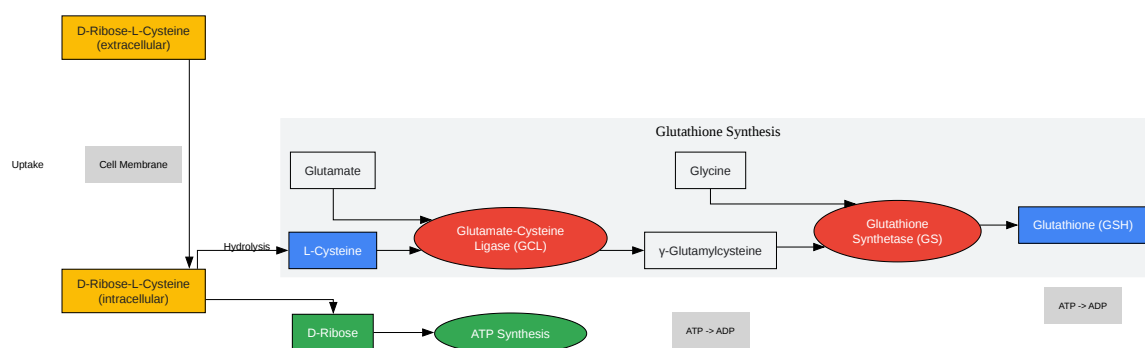 D-Ribose-L-Cysteine
(extracellular)
Uptake
Cell Membrane
Glutathione Synthesis
Glutamate
Glycine
Hydrolysis
L-Cysteine
Glutamate-Cysteine
Ligase (GCL)
γ-Glutamylcysteine
Glutathione
Synthetase (GS)
Glutathione (GSH)
D-Ribose-L-Cysteine
(intracellular)
D-Ribose
ATP Synthesis
ATP -> ADP
ATP -> ADP